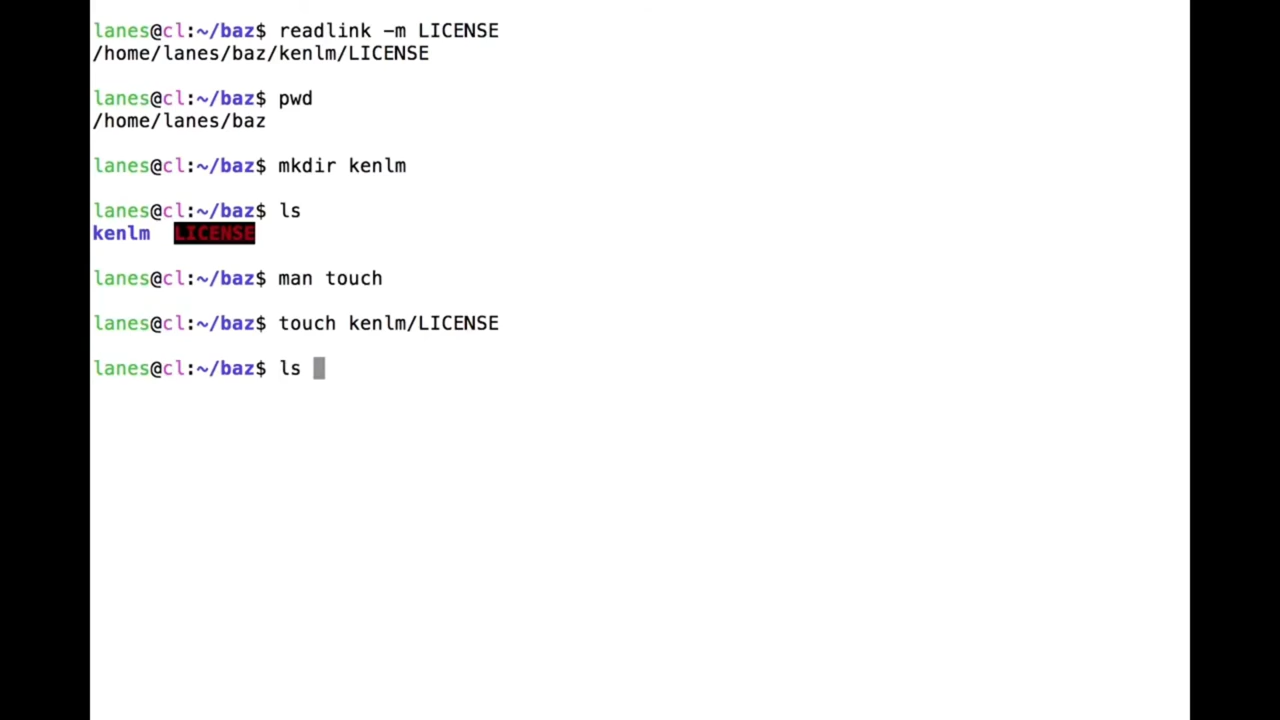 lanes@cl:~/baz$ readlink -m LICENSE
/home/lanes/baz/kenlm/LICENSE
lanes@cl:~/baz$ pwd
/home/lanes/baz
lanes@cl:~/baz$ mkdir kenlm
lanes@cl:~/baz$ ls
kenlm  LICENSE
lanes@cl:~/baz$ man touch
lanes@cl:~/baz$ touch kenlm/LICENSE
lanes@cl:~/baz$ ls